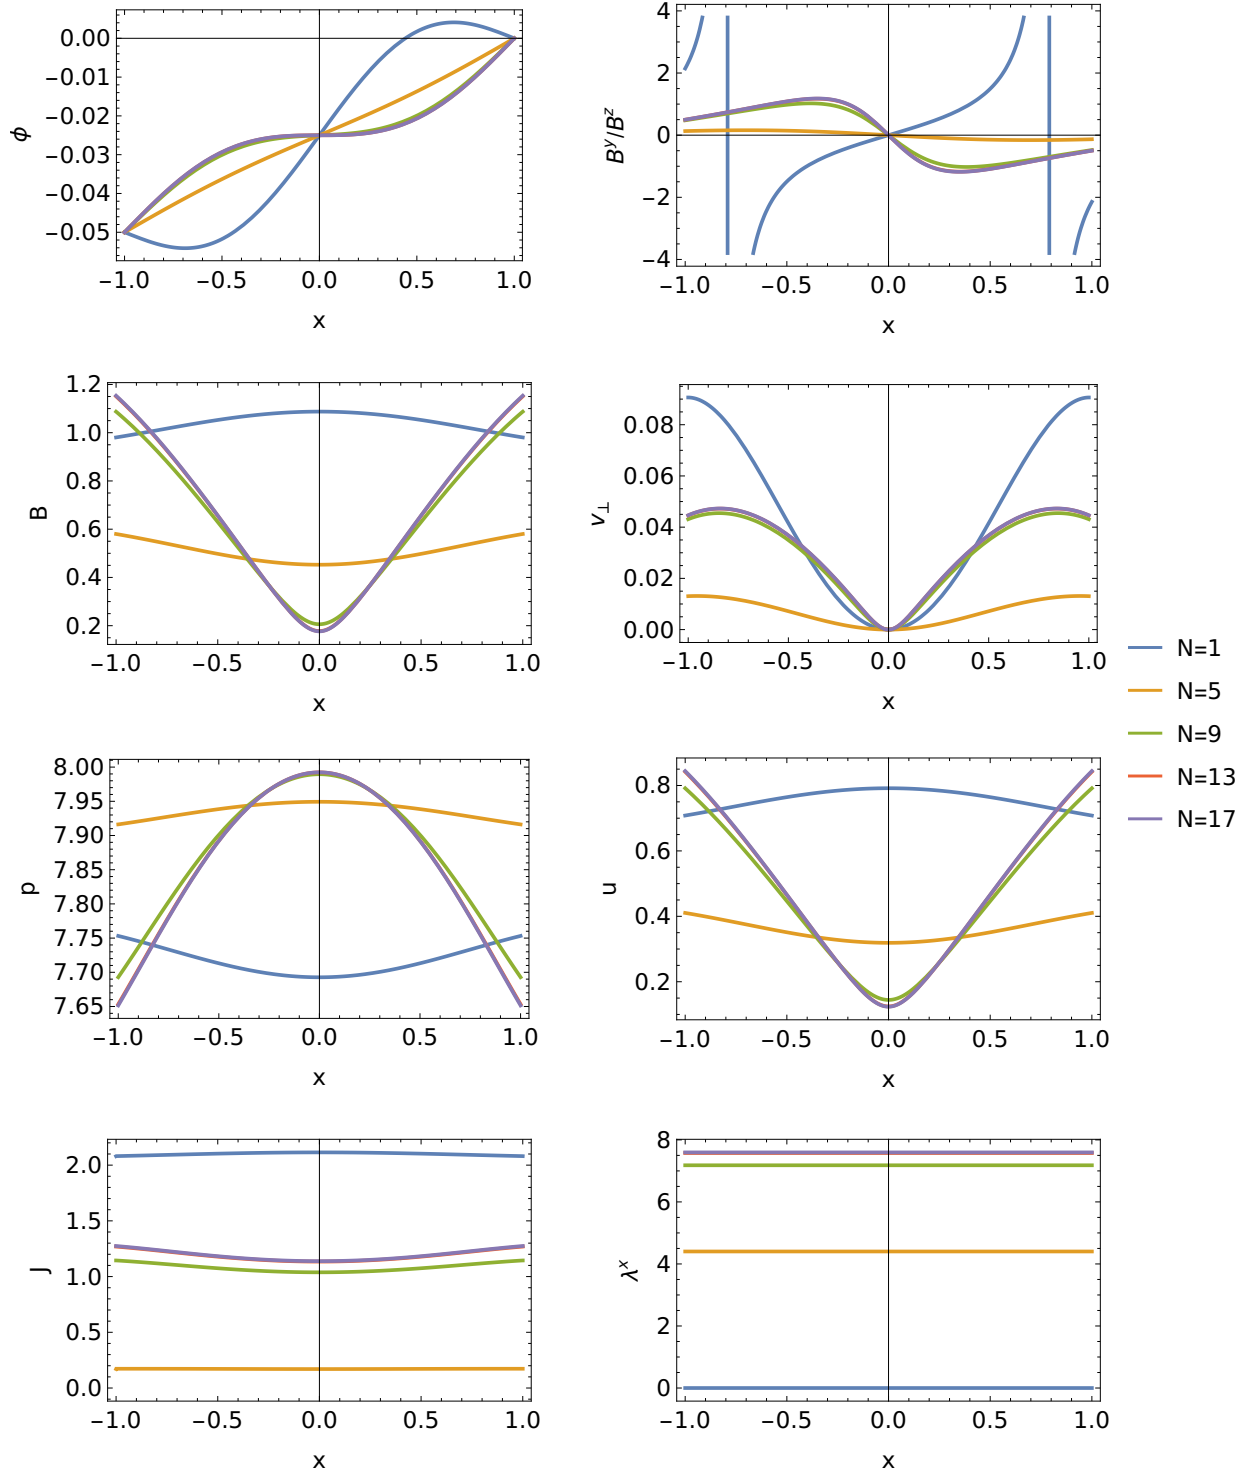 0.00
−0.01
−0.02
−0.03
−0.04
−0.05
ϕ
−1.0 −0.5 0.0 0.5 1.0
x
4
2
0
−2
−4
B^y/B^z
−1.0 −0.5 0.0 0.5 1.0
x
1.2
1.0
0.8
0.6
0.4
0.2
B
−1.0 −0.5 0.0 0.5 1.0
x
0.08
0.06
0.04
0.02
0.00
v_⊥
−1.0 −0.5 0.0 0.5 1.0
x
N=1
N=5
N=9
N=13
N=17
8.00
7.95
7.90
7.85
7.80
7.75
7.70
7.65
p
−1.0 −0.5 0.0 0.5 1.0
x
0.8
0.6
0.4
0.2
u
−1.0 −0.5 0.0 0.5 1.0
x
2.0
1.5
1.0
0.5
0.0
J
−1.0 −0.5 0.0 0.5 1.0
x
8
6
4
2
0
λ^x
−1.0 −0.5 0.0 0.5 1.0
x